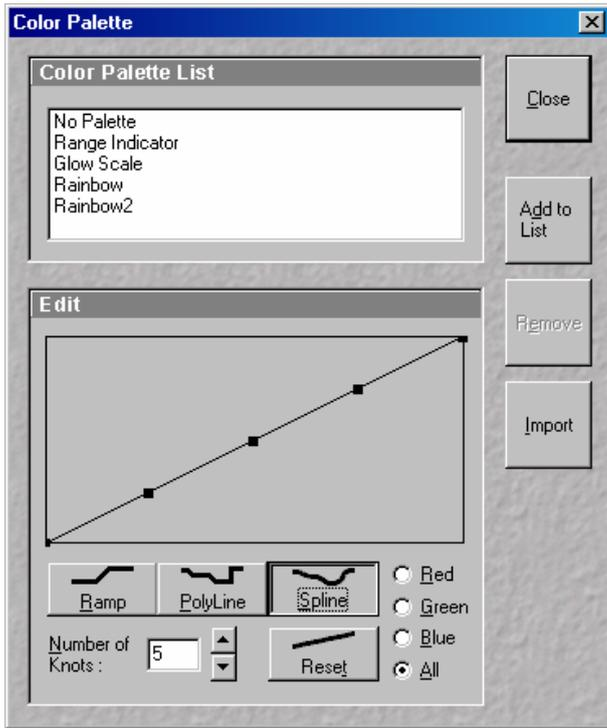 Color Palette
Color Palette List
Close
No Palette
Range Indicator
Glow Scale
Rainbow
Rainbow2
Add to
List
Edit
Remove
Import
Ramp
PolyLine
Spline
Red
Green
Blue
All
Number of
Knots :
5
Reset